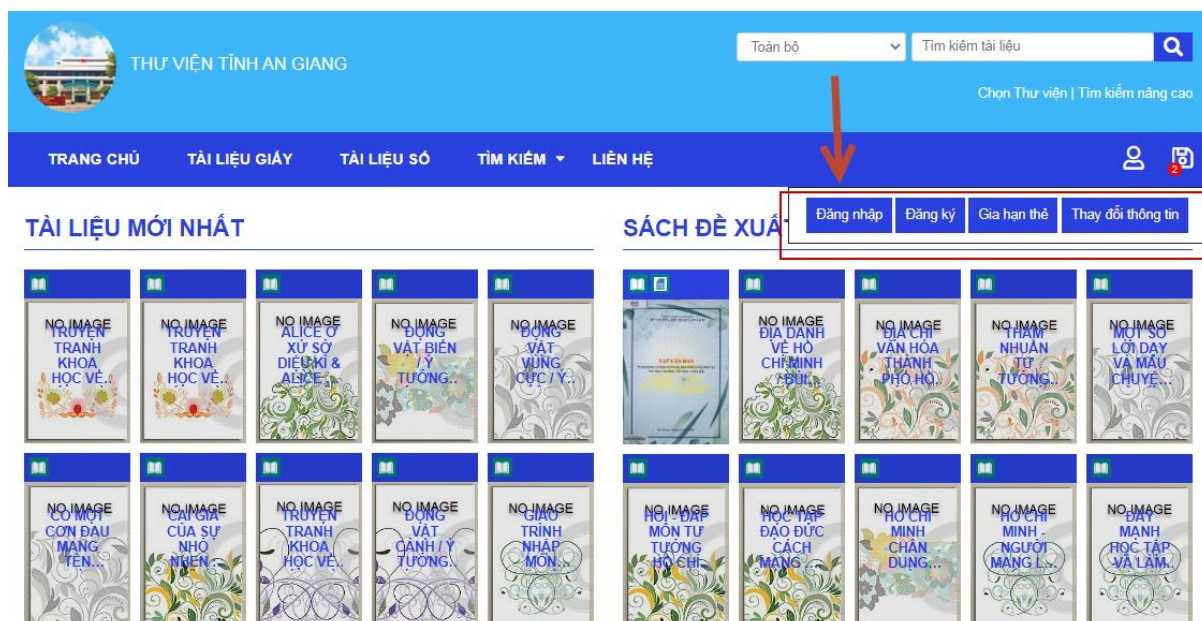 THƯ VIỆN TỈNH AN GIANG
Toàn bộ
Tìm kiếm tài liệu
Chọn Thư viện | Tìm kiếm nâng cao
TRANG CHỦ
TÀI LIỆU GIẤY
TÀI LIỆU SỐ
TÌM KIẾM
LIÊN HỆ
2
Đăng nhập
Đăng ký
Gia hạn thẻ
Thay đổi thông tin
TÀI LIỆU MỚI NHẤT
SÁCH ĐỀ XUẤT
NO IMAGE
TRUYỆN
TRANH
KHOA
HỌC VỀ..
NO IMAGE
TRUYỆN
TRANH
KHOA
HỌC VỀ..
NO IMAGE
ALICE Ở
XỨ SỞ
DIỆU KÌ &
ALICE...
NO IMAGE
ĐỘNG
VẬT BIỂN
/ Ý
TƯỞNG..
NO IMAGE
ĐỘNG
VẬT
VÙNG
CỰC / Ý..
TẬP VĂN BẢN
NO IMAGE
ĐỊA DANH
VỀ HỒ
CHÍ MINH
/ BÙI...
NO IMAGE
ĐỊA CHÍ
VĂN HÓA
THÀNH
PHỐ HỒ..
NO IMAGE
THẤM
NHUẦN
TƯ
TƯỞNG..
NO IMAGE
MỘT SỐ
LỜI DẠY
VÀ MẨU
CHUYỆ...
NO IMAGE
CÓ MỘT
CƠN ĐAU
MANG
TÊN...
NO IMAGE
CÁI GIÁ
CỦA SỰ
NHỎ
NHEN :..
NO IMAGE
TRUYỆN
TRANH
KHOA
HỌC VỀ..
NO IMAGE
ĐỘNG
VẬT
CẢNH / Ý
TƯỞNG..
NO IMAGE
GIÁO
TRÌNH
NHẬP
MÔN...
NO IMAGE
HỎI - ĐÁP
MÔN TƯ
TƯỞNG
HỒ CHÍ..
NO IMAGE
HỌC TẬP
ĐẠO ĐỨC
CÁCH
MẠNG...
NO IMAGE
HỒ CHÍ
MINH
CHÂN
DUNG...
NO IMAGE
HỒ CHÍ
MINH -
NGƯỜI
MANG L...
NO IMAGE
ĐẨY
MẠNH
HỌC TẬP
VÀ LÀM..